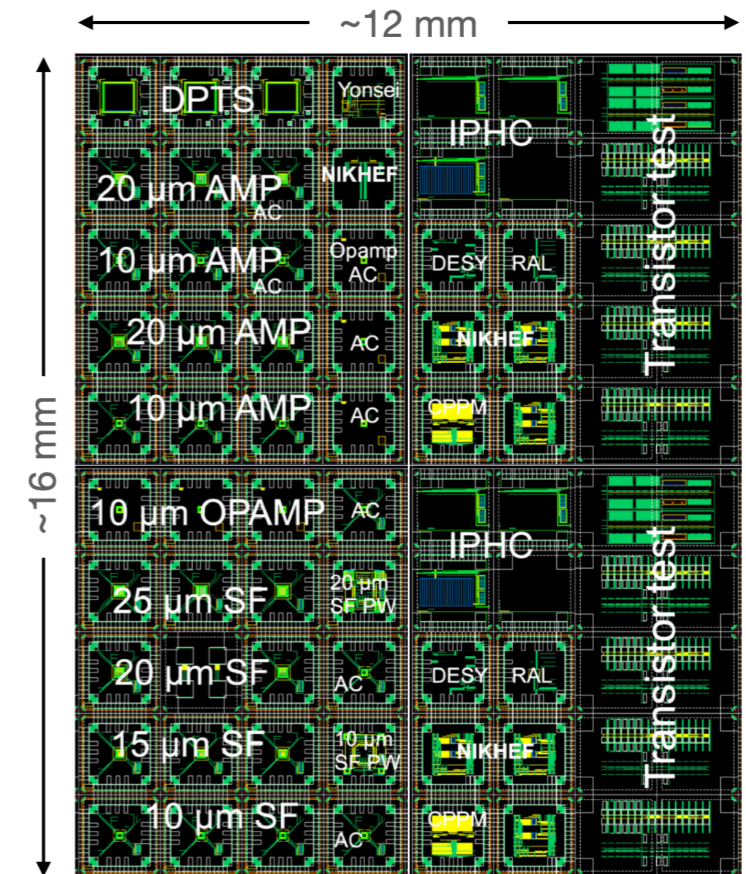 ~12 mm
~16 mm
DPTS
Yonsei
IPHC
Transistor test
20 µm AMP
AC
NIKHEF
10 µm AMP
AC
Opamp
AC
DESY
RAL
20 µm AMP
AC
NIKHEF
10 µm AMP
AC
CPPM
10 µm OPAMP
AC
IPHC
Transistor test
25 µm SF
20 µm
SF PW
20 µm SF
AC
DESY
RAL
15 µm SF
10 µm
SF PW
NIKHEF
10 µm SF
AC
CPPM